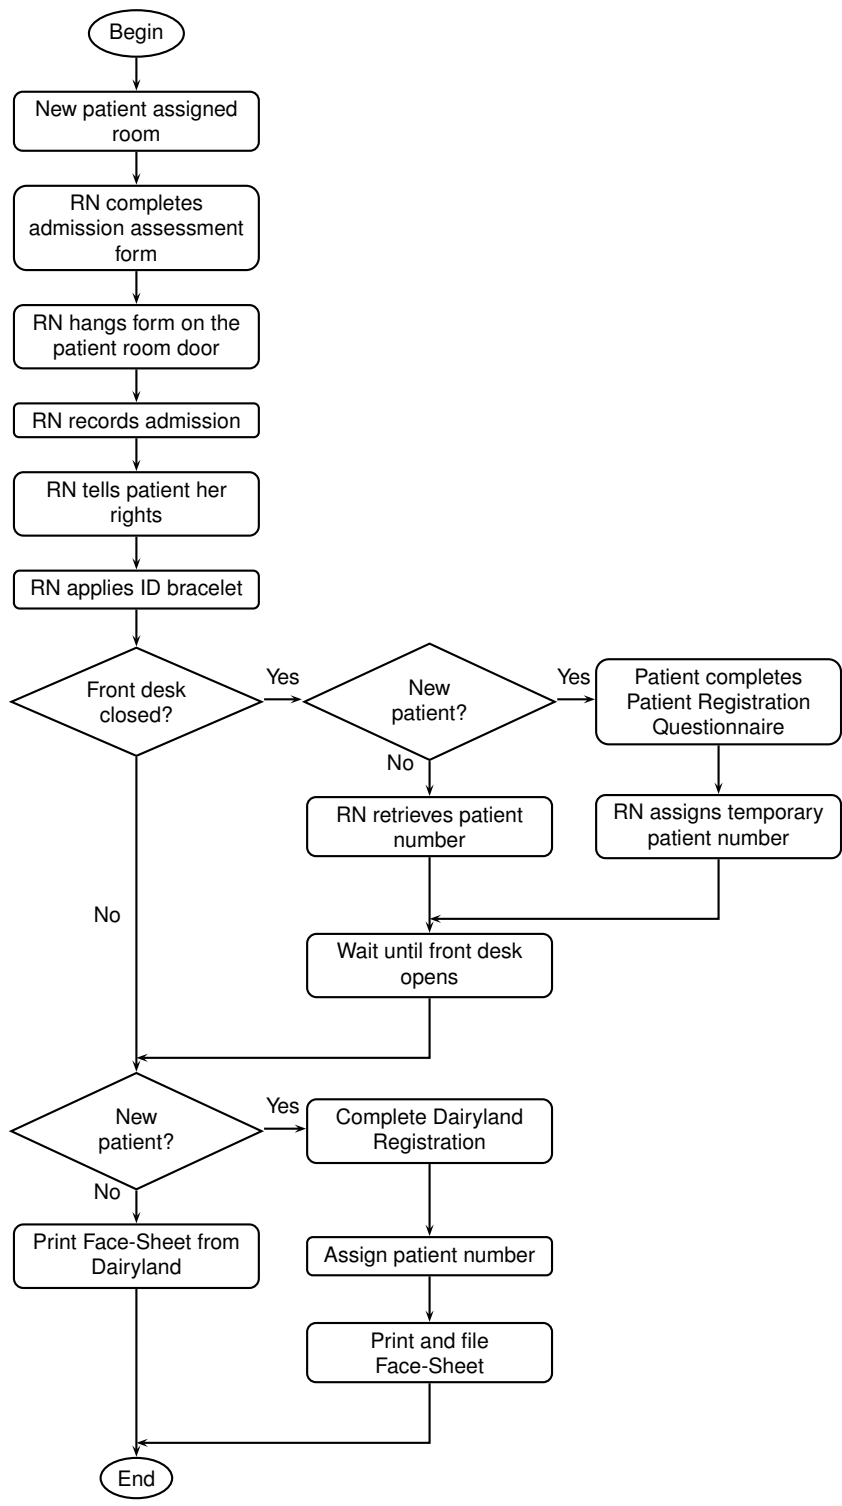 Begin
New patient assigned
room
RN completes
admission assessment
form
RN hangs form on the
patient room door
RN records admission
RN tells patient her
rights
RN applies ID bracelet
Front desk
closed?
Yes
New
patient?
Yes
Patient completes
Patient Registration
Questionnaire
No
RN retrieves patient
number
RN assigns temporary
patient number
No
Wait until front desk
opens
New
patient?
Yes
Complete Dairyland
Registration
No
Print Face-Sheet from
Dairyland
Assign patient number
Print and file
Face-Sheet
End